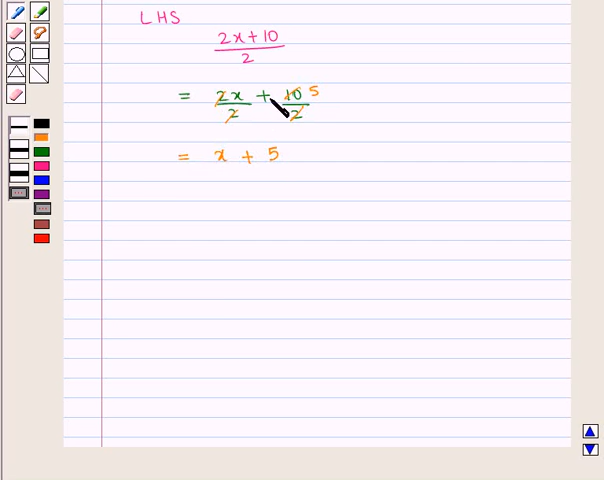 LHS
2x+10
2
= 2x/2 + 10/2 5
= x + 5